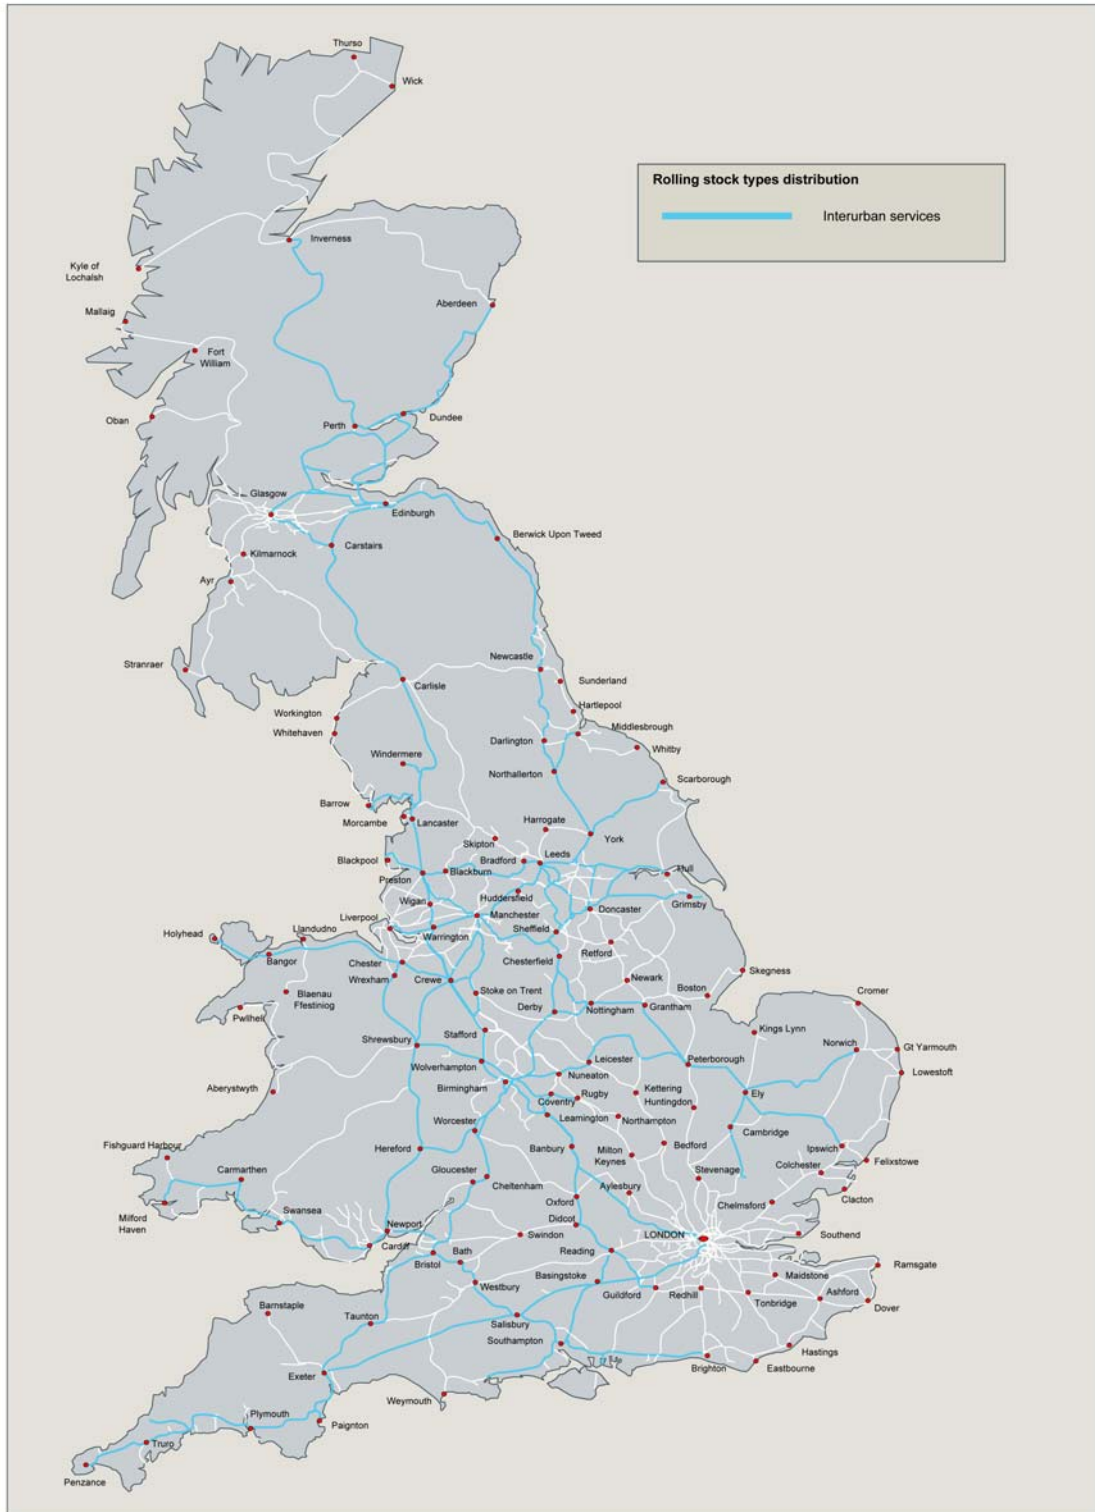 Thurso
Wick
Rolling stock types distribution
Interurban services
Inverness
Kyle of
Lochalsh
Aberdeen
Mallaig
Fort
William
Oban
Perth
Dundee
Glasgow
Edinburgh
Berwick Upon Tweed
Carstairs
Kilmarnock
Ayr
Stranraer
Newcastle
Sunderland
Carlisle
Hartlepool
Workington
Whitehaven
Middlesbrough
Darlington
Whitby
Windermere
Northallerton
Scarborough
Barrow
Morcambe
Lancaster
Harrogate
York
Skipton
Blackpool
Bradford
Leeds
Preston
Blackburn
Hull
Wigan
Huddersfield
Grimsby
Liverpool
Manchester
Doncaster
Holyhead
Llandudno
Warrington
Sheffield
Retford
Bangor
Chester
Chesterfield
Skegness
Wrexham
Crewe
Newark
Blaenau
Ffestiniog
Stoke on Trent
Boston
Cromer
Pwllheli
Derby
Nottingham
Grantham
Stafford
Kings Lynn
Shrewsbury
Norwich
Gt Yarmouth
Wolverhampton
Leicester
Peterborough
Lowestoft
Aberystwyth
Birmingham
Nuneaton
Kettering
Ely
Coventry
Rugby
Huntingdon
Worcester
Leamington
Northampton
Cambridge
Fishguard Harbour
Hereford
Banbury
Milton
Keynes
Bedford
Ipswich
Felixstowe
Carmarthen
Gloucester
Stevenage
Colchester
Cheltenham
Aylesbury
Clacton
Milford
Haven
Swansea
Oxford
Chelmsford
Newport
Didcot
Cardiff
Swindon
LONDON
Southend
Bristol
Bath
Reading
Ramsgate
Westbury
Basingstoke
Maidstone
Guildford
Redhill
Tonbridge
Ashford
Dover
Barnstaple
Taunton
Salisbury
Southampton
Hastings
Brighton
Eastbourne
Exeter
Weymouth
Plymouth
Paignton
Truro
Penzance